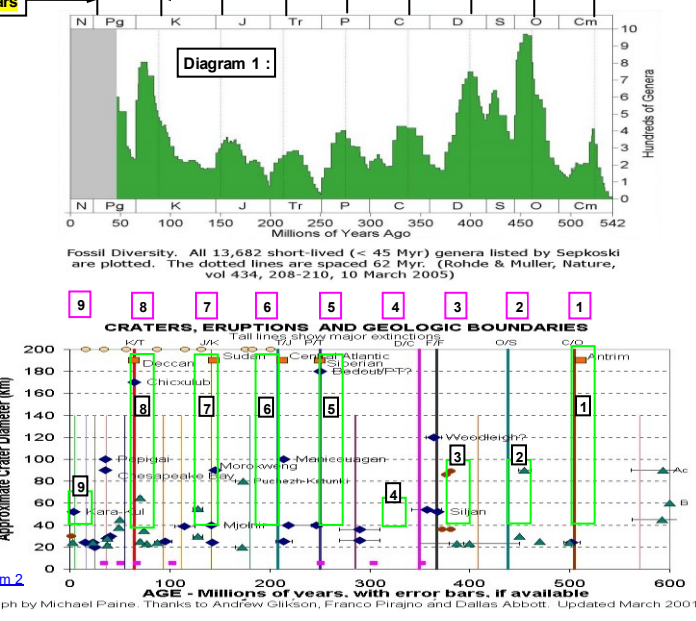 ars
N Pg K J Tr P C D S O Cm
10
9
8
7
6
5
4
3
2
1
0
Hundreds of Genera
Diagram 1 :
N Pg K J Tr P C D S O Cm
0 50 100 150 200 250 300 350 400 450 500 542
Millions of Years Ago
Fossil Diversity. All 13,682 short-lived (< 45 Myr) genera listed by Sepkoski
are plotted. The dotted lines are spaced 62 Myr. (Rohde & Muller, Nature,
vol 434, 208-210, 10 March 2005)
9 8 7 6 5 4 3 2 1
CRATERS, ERUPTIONS AND GEOLOGIC BOUNDARIES
Tall lines show major extinctions
K/T J/K T/J P/T D/C F/F O/S C/O
200
180
160
140
120
100
80
60
40
20
0
Approximate Crater Diameter (km)
Deccan
Sudan
Central Atlantic
Siberian
Antrim
Bedout/PT?
Chicxulub
8 7 6 5 1
Woodleigh?
Popigai
Manicouagan
3 2
Chesapeake Bay
Morokweng
Ac
Puchezh-Katunki
9
4
B
Kara-Kul
Siljan
Mjolnir
0 100 200 300 400 500 600
m 2
AGE - Millions of years, with error bars, if available
ph by Michael Paine. Thanks to Andrew Glikson, Franco Pirajno and Dallas Abbott. Updated March 2001